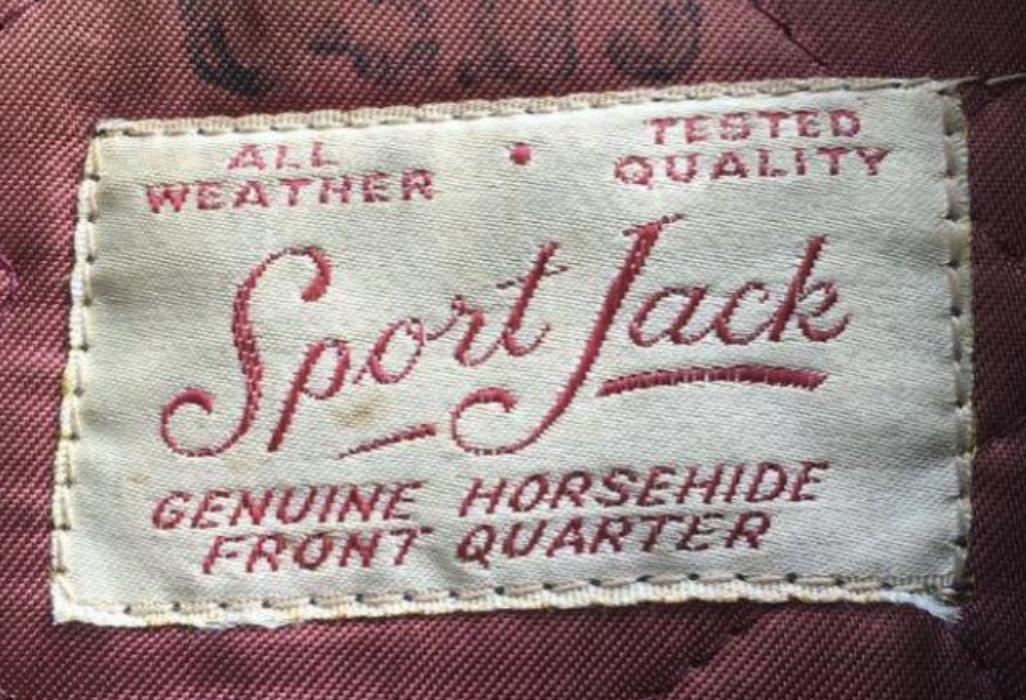 ALL
WEATHER
•
TESTED
QUALITY
Sport Jack
GENUINE HORSEHIDE
FRONT QUARTER